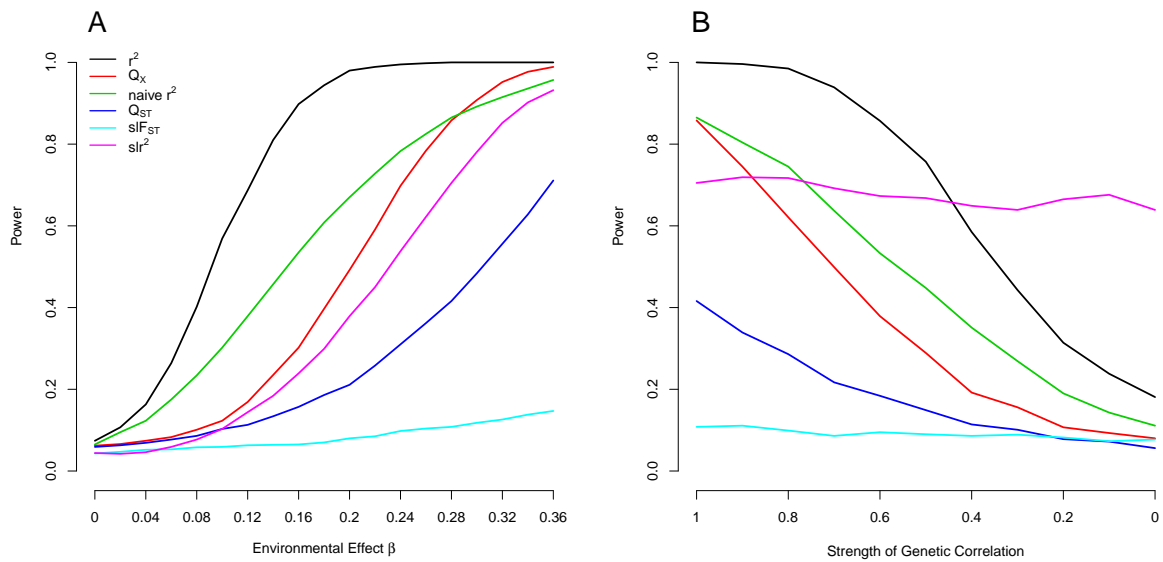 A
r²
Q_X
naive r²
Q_ST
slF_ST
slr²
1.0
0.8
0.6
0.4
0.2
0.0
Power
0 0.04 0.08 0.12 0.16 0.2 0.24 0.28 0.32 0.36
Environmental Effect β
B
1.0
0.8
0.6
0.4
0.2
0.0
Power
1 0.8 0.6 0.4 0.2 0
Strength of Genetic Correlation